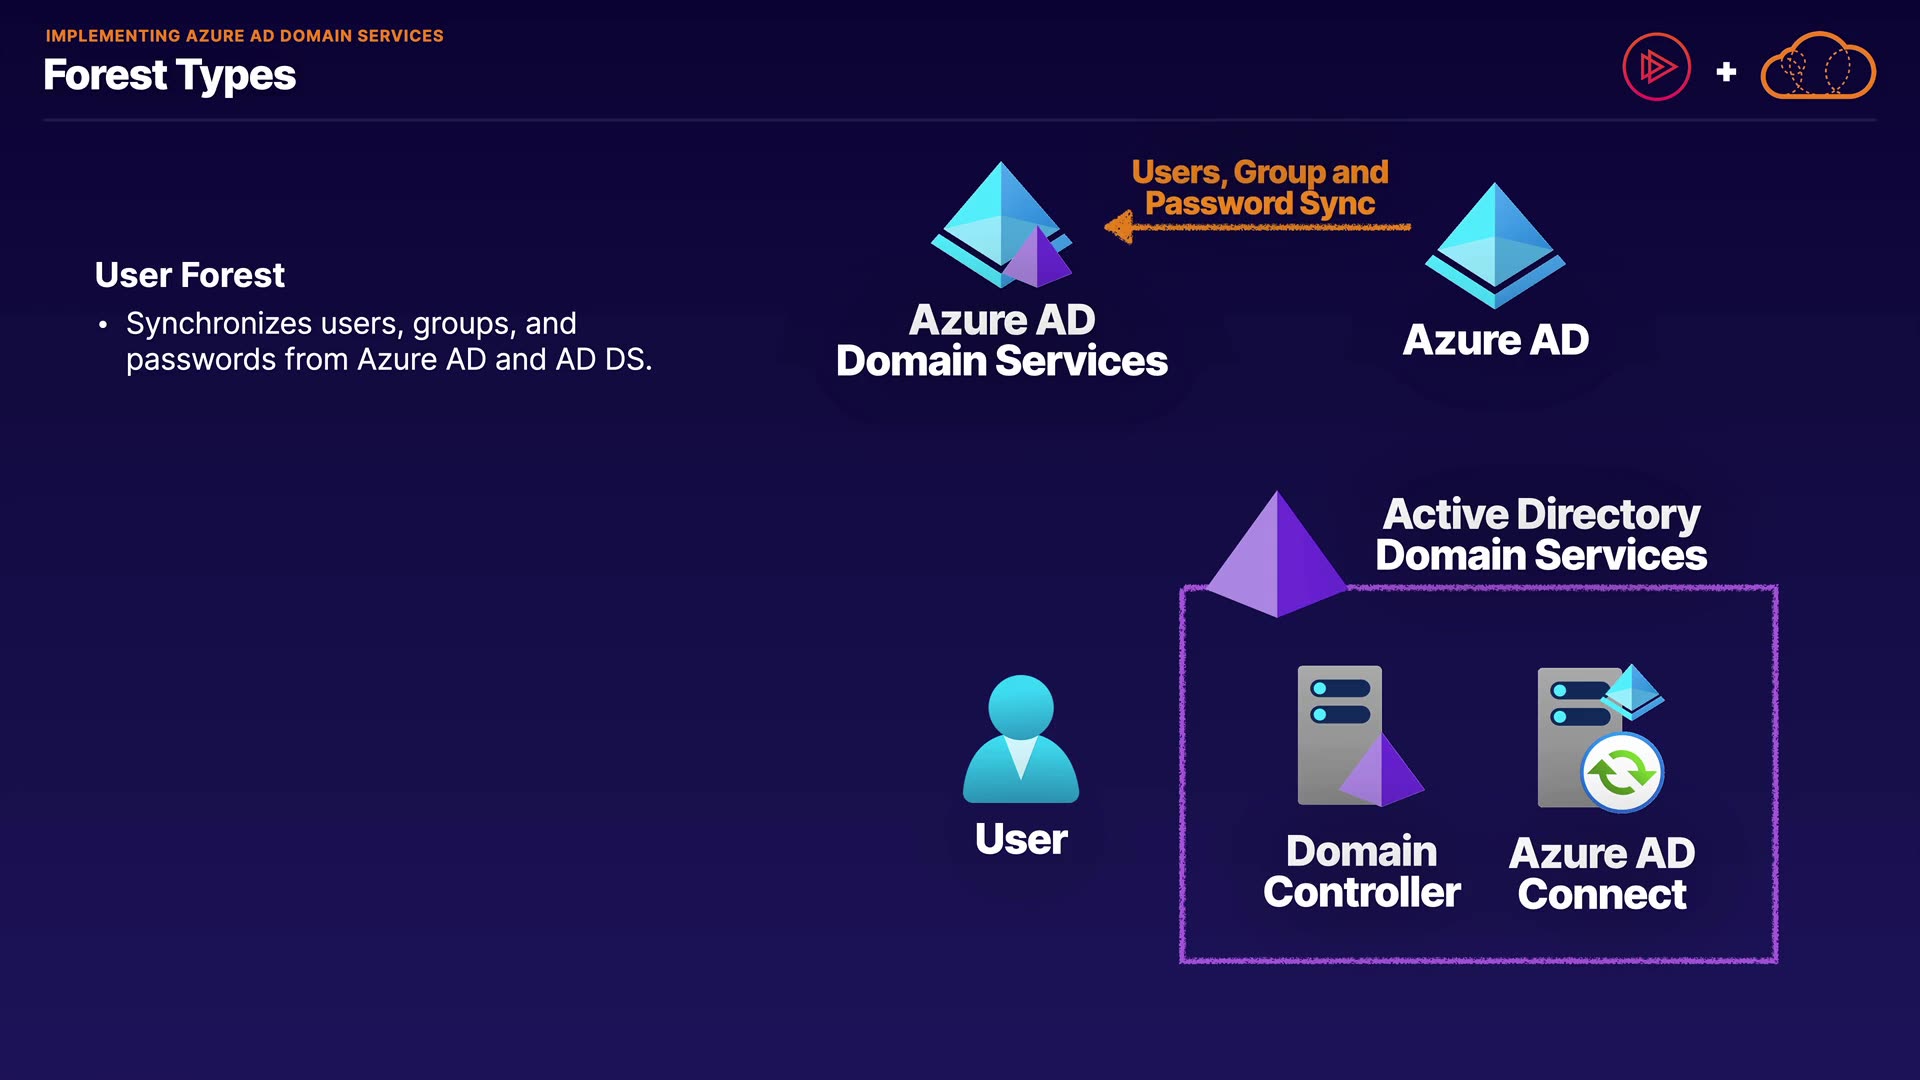 IMPLEMENTING AZURE AD DOMAIN SERVICES
Forest Types
User Forest
• Synchronizes users, groups, and
passwords from Azure AD and AD DS.
Users, Group and
Password Sync
Azure AD
Domain Services
Azure AD
Active Directory
Domain Services
User
Domain
Controller
Azure AD
Connect